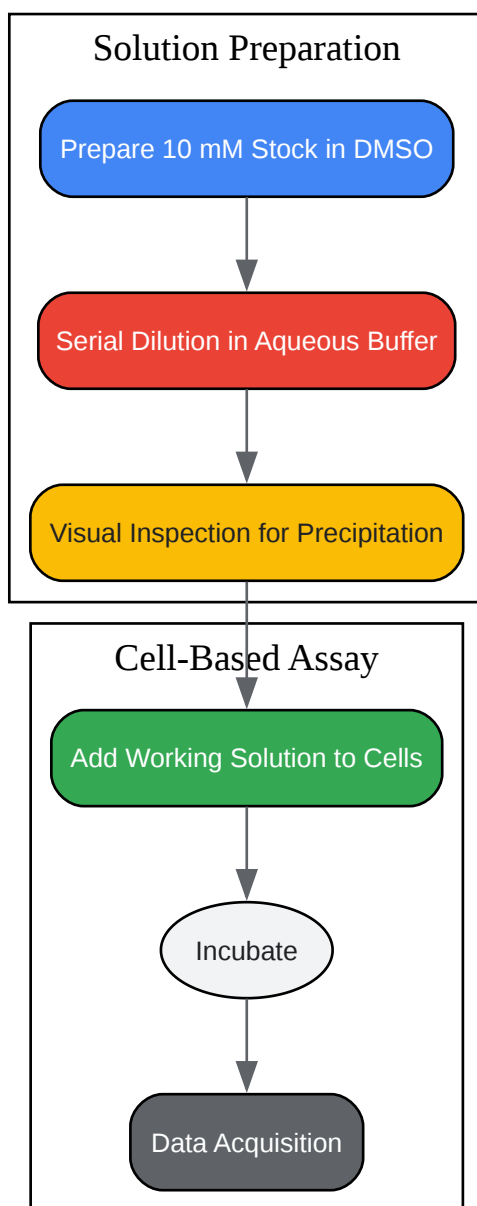 Solution Preparation
Prepare 10 mM Stock in DMSO
Serial Dilution in Aqueous Buffer
Visual Inspection for Precipitation
Cell-Based Assay
Add Working Solution to Cells
Incubate
Data Acquisition